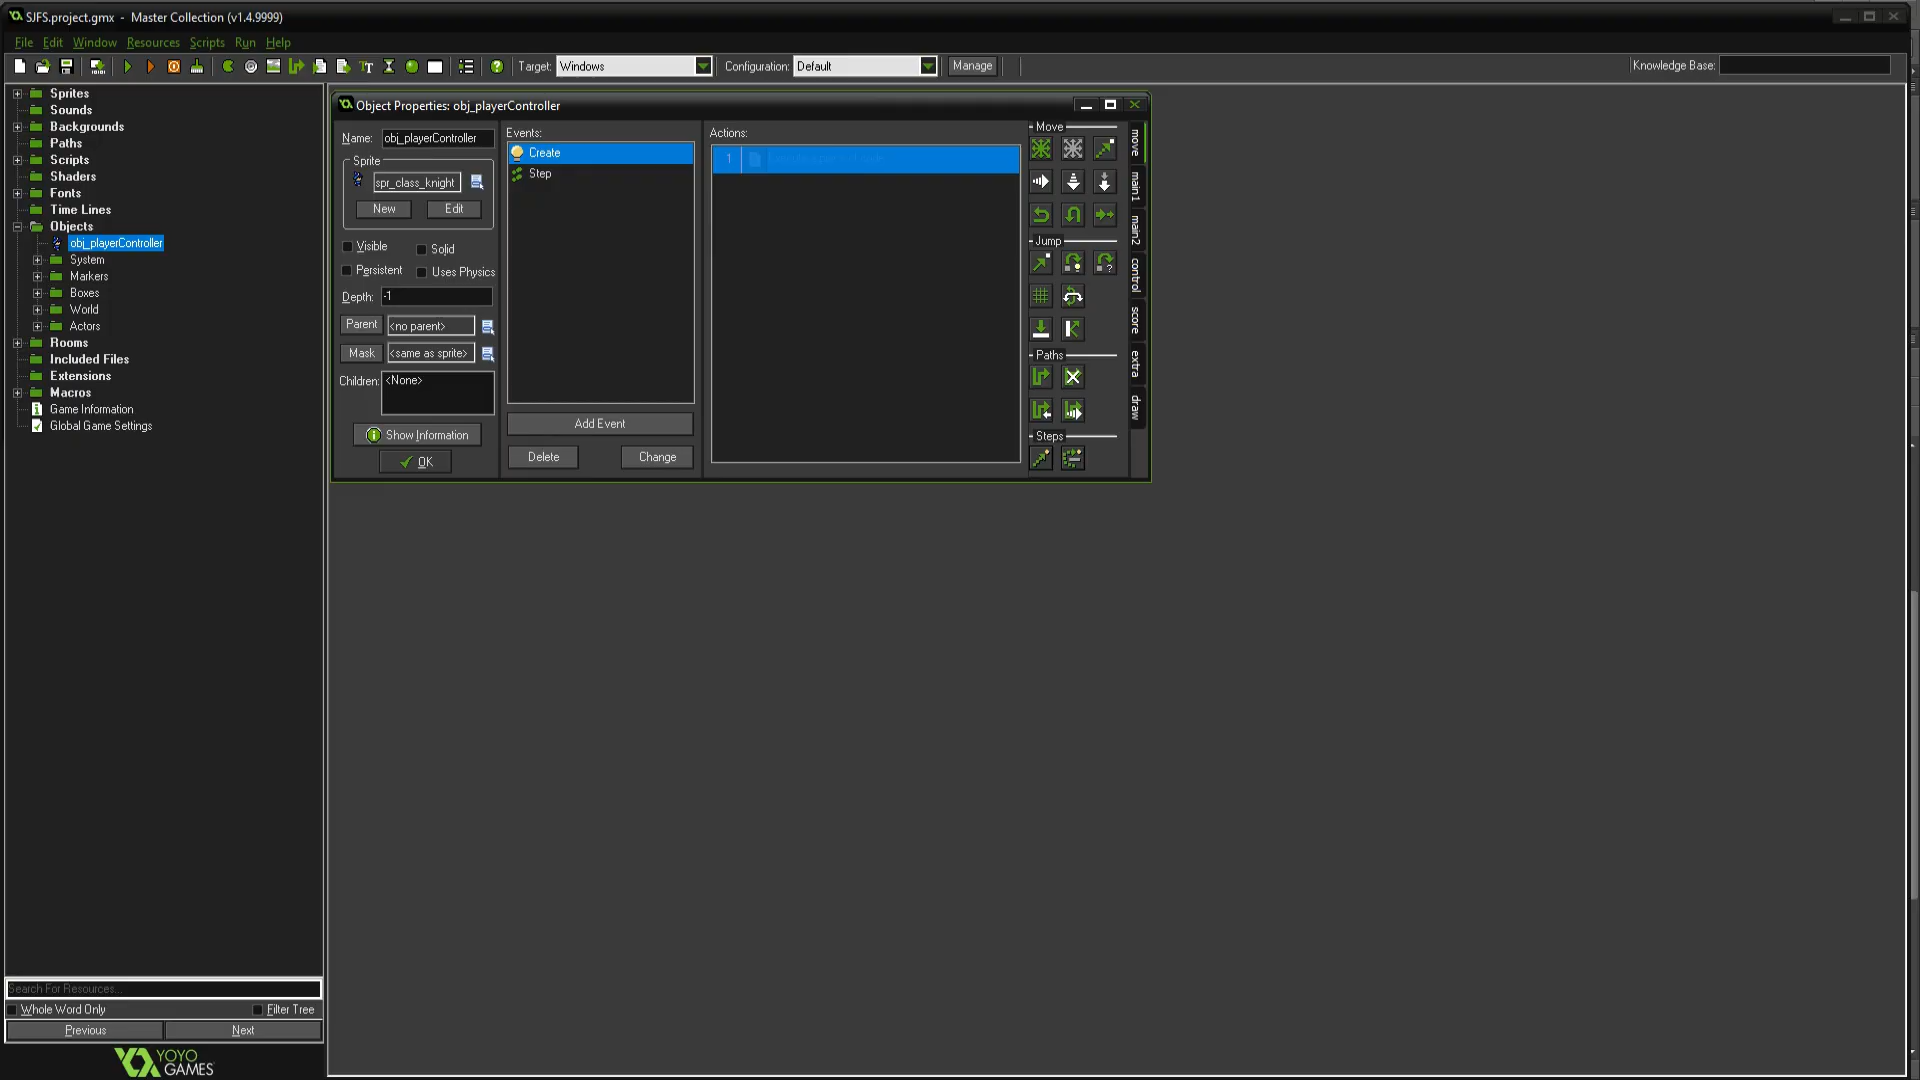 SJFS.project.gmx - Master Collection (v1.4.9999)
File Edit Window Resources Scripts Run Help
Target: Windows Configuration: Default Manage Knowledge Base:
Sprites
Sounds
Backgrounds
Paths
Scripts
Shaders
Fonts
Time Lines
Objects
obj_playerController
System
Markers
Boxes
World
Actors
Rooms
Included Files
Extensions
Macros
Game Information
Global Game Settings
Search For Resources...
Whole Word Only Filter Tree
Previous Next
YOYO
GAMES
Object Properties: obj_playerController
Name: obj_playerController
Sprite
spr_class_knight
New Edit
Visible Solid
Persistent Uses Physics
Depth: -1
Parent <no parent>
Mask <same as sprite>
Children: <None>
Show Information
OK
Events:
Create
Step
Add Event
Delete Change
Actions:
1
Move
Jump
Paths
Steps
move
main1
main2
control
score
extra
draw